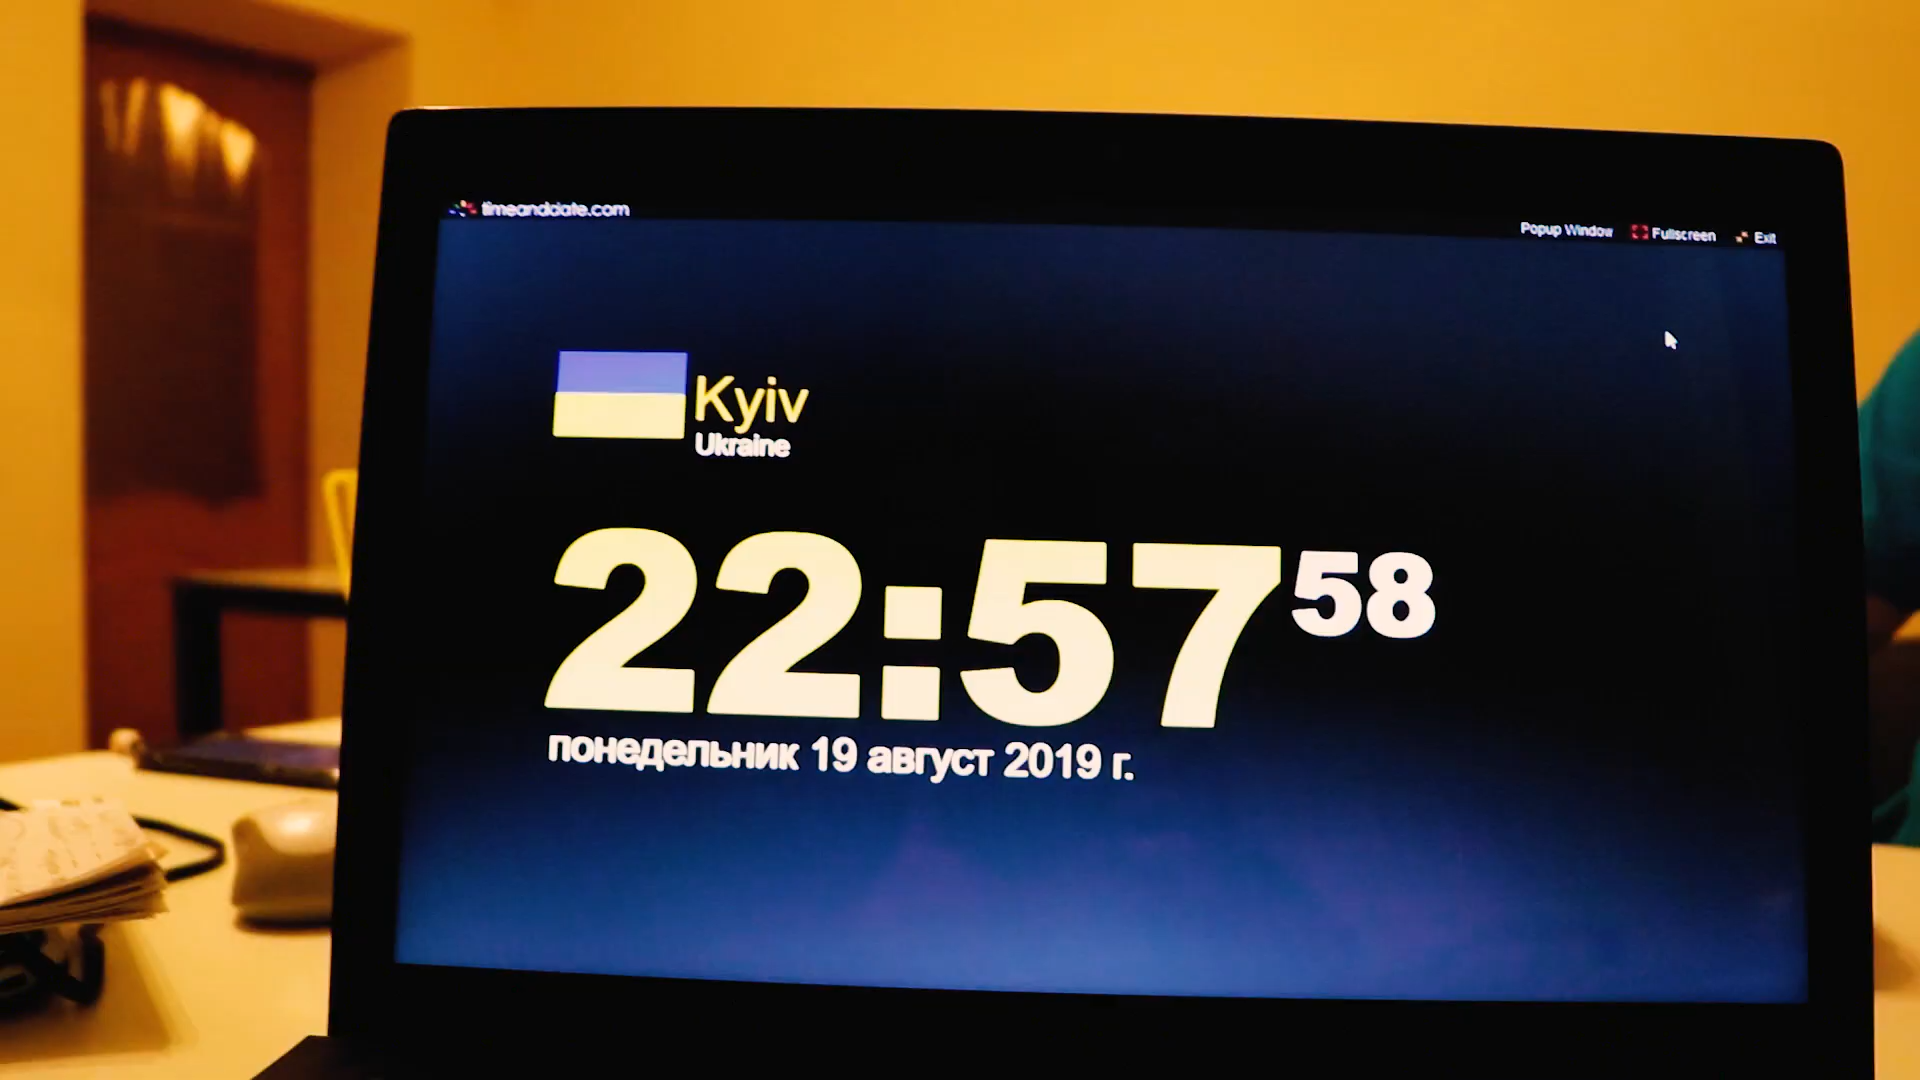 timeanddate.com
Popup Window Fullscreen Exit
Kyiv
Ukraine
22:57 58
понедельник 19 август 2019 г.